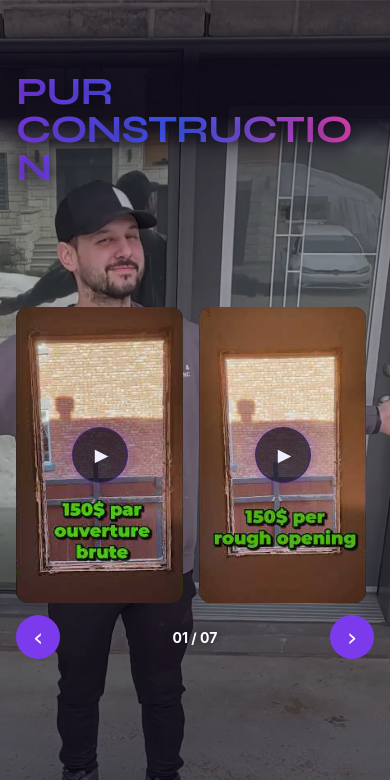 PUR
CONSTRUCTIO
N
150$ par
ouverture
brute
150$ per
rough opening
01 / 07